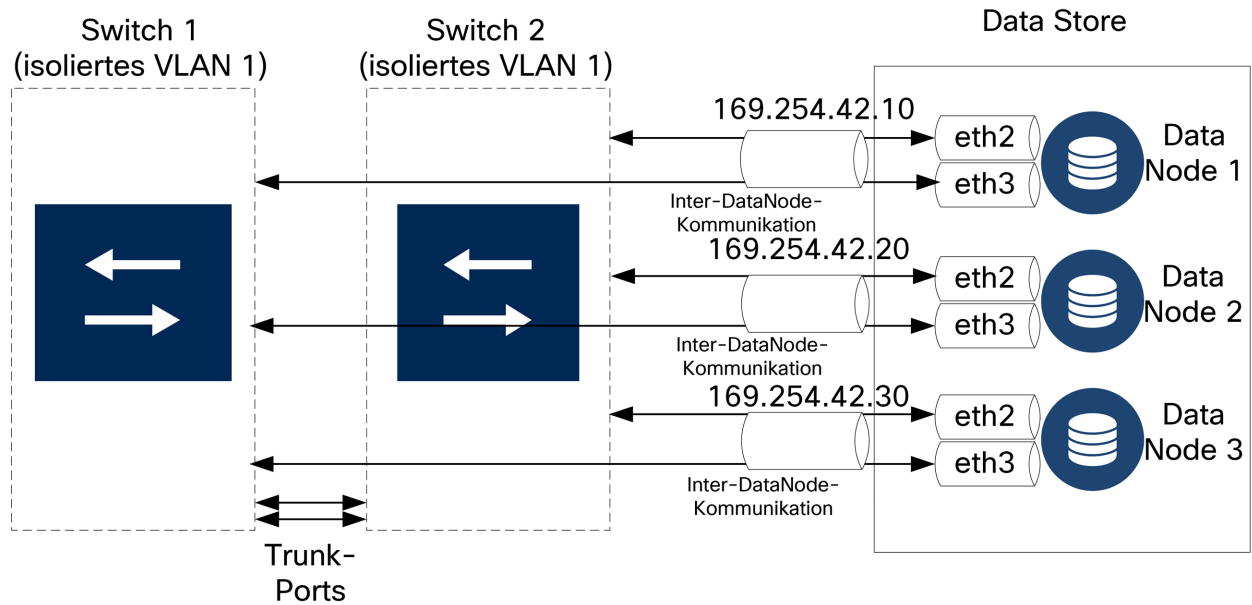 Switch 1
(isoliertes VLAN 1)
Switch 2
(isoliertes VLAN 1)
Data Store
169.254.42.10
eth2
eth3
Data
Node 1
Inter-DataNode-
Kommunikation
169.254.42.20
eth2
eth3
Data
Node 2
Inter-DataNode-
Kommunikation
169.254.42.30
eth2
eth3
Data
Node 3
Inter-DataNode-
Kommunikation
Trunk-
Ports